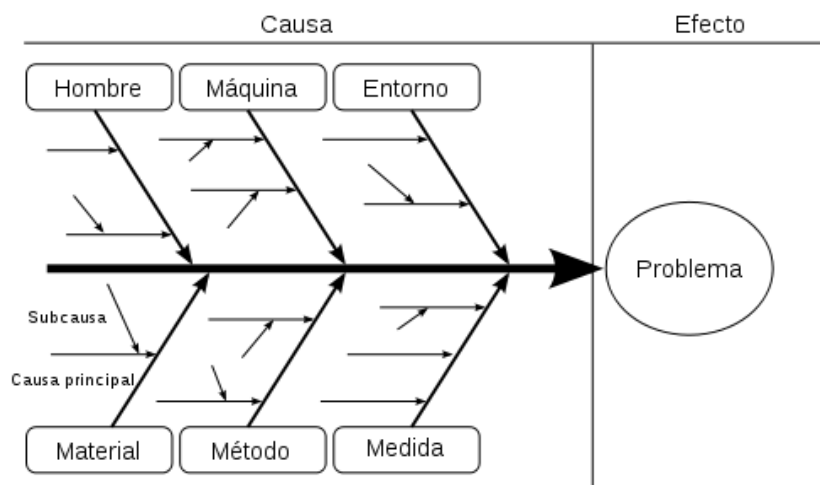 Causa
Efecto
Hombre
Máquina
Entorno
Problema
Subcausa
Causa principal
Material
Método
Medida